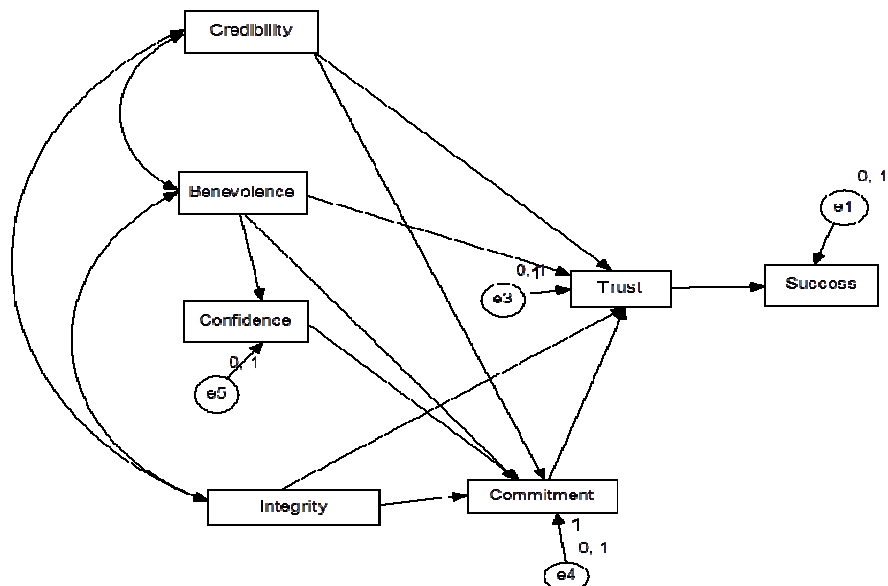 Credibility
Benevolence
0, 1
e1
0, 1
1
e3
Trust
Success
Confidence
0, 1
e5
Integrity
Commitment
1
0, 1
e4